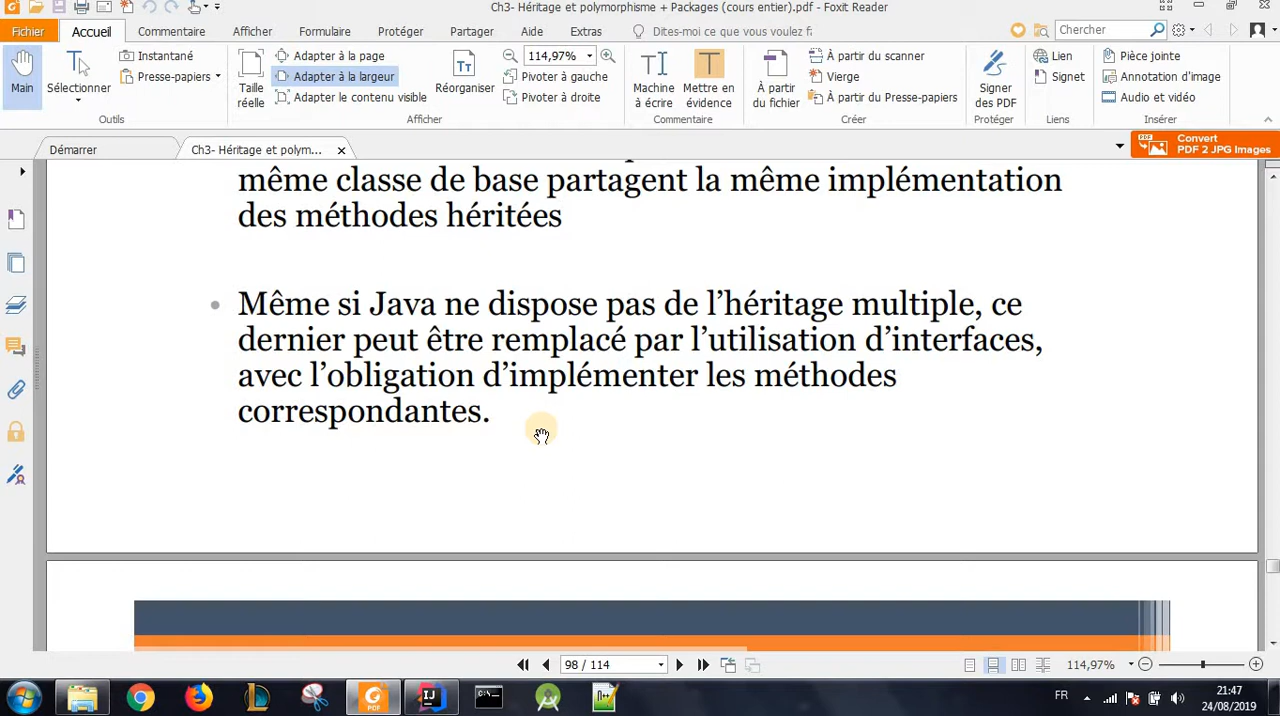 Ch3- Héritage et polymorphisme + Packages (cours entier).pdf - Foxit Reader
Fichier Accueil Commentaire Afficher Formulaire Protéger Partager Aide Extras Dites-moi ce que vous voulez f Chercher
Main
Sélectionner
Instantané
Presse-papiers
Outils
Taille réelle
Adapter à la page
Adapter à la largeur
Adapter le contenu visible
Réorganiser
114,97%
Pivoter à gauche
Pivoter à droite
Afficher
Machine à écrire
Mettre en évidence
Commentaire
À partir du fichier
À partir du scanner
Vierge
À partir du Presse-papiers
Créer
Signer des PDF
Protéger
Lien
Signet
Liens
Pièce jointe
Annotation d'image
Audio et vidéo
Insérer
Démarrer Ch3- Héritage et polym...
Convert
PDF 2 JPG Images
même classe de base partagent la même implémentation
des méthodes héritées
• Même si Java ne dispose pas de l’héritage multiple, ce
dernier peut être remplacé par l’utilisation d’interfaces,
avec l’obligation d’implémenter les méthodes
correspondantes.
98 / 114 114,97%
FR 21:47
24/08/2019